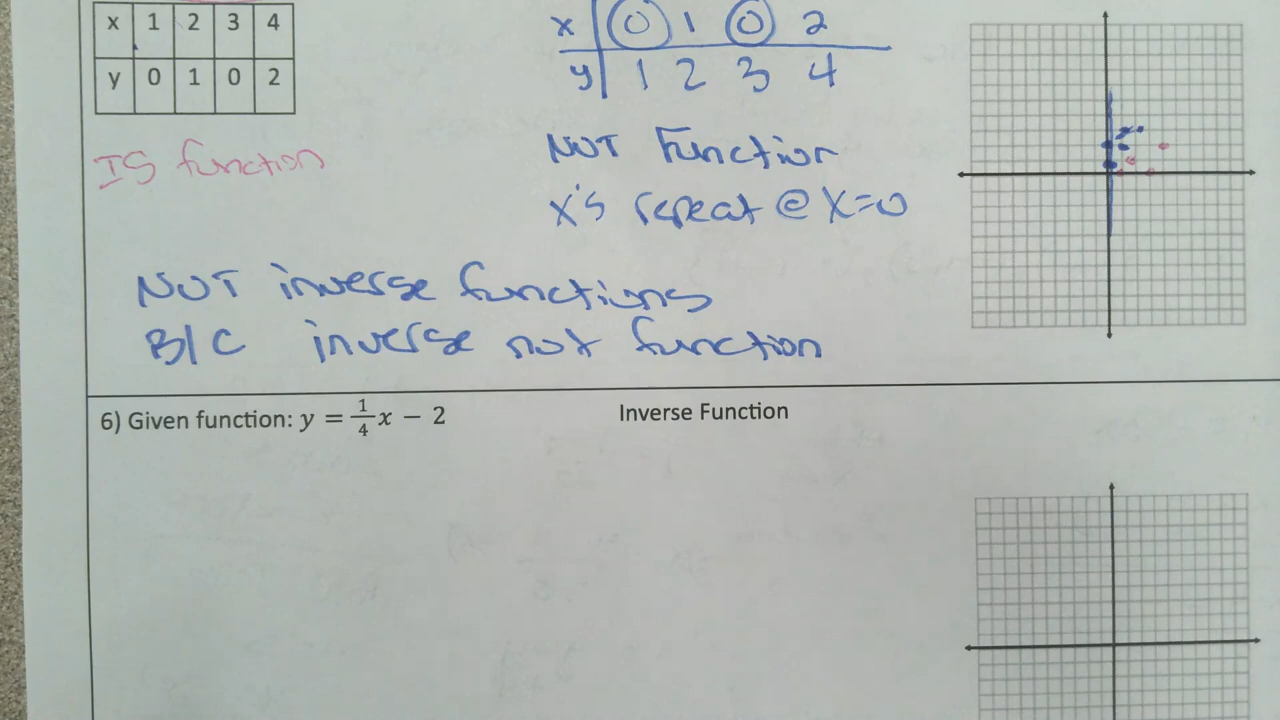 x 1 2 3 4
y 0 1 0 2
IS function
x 0 1 0 2
y 1 2 3 4
NOT Function
X's repeat @ X=0
NOT inverse functions
B/C inverse not function
6) Given function: y = 1/4 x − 2
Inverse Function